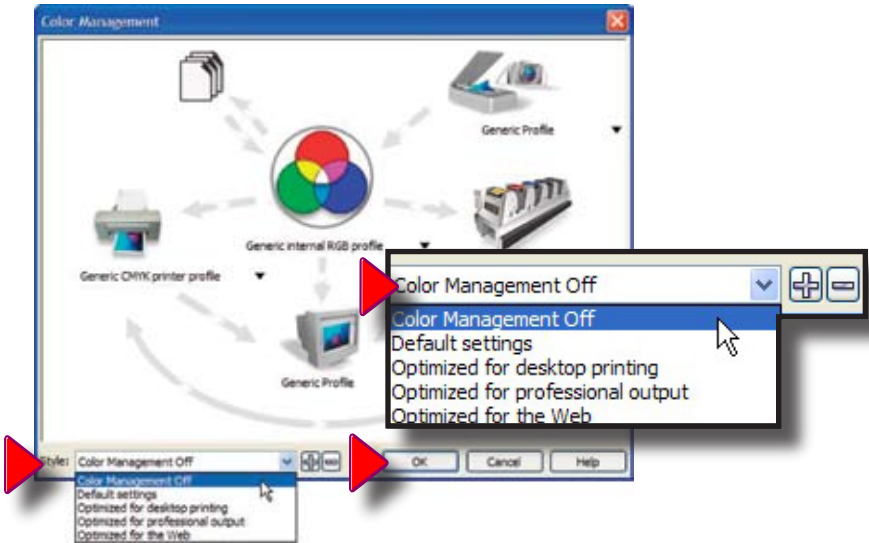 Color Management
Generic Profile
Generic internal RGB profile
Generic CMYK printer profile
Generic Profile
Color Management Off
Color Management Off
Default settings
Optimized for desktop printing
Optimized for professional output
Optimized for the Web
Style: Color Management Off
OK Cancel Help
Color Management Off
Default settings
Optimized for desktop printing
Optimized for professional output
Optimized for the Web